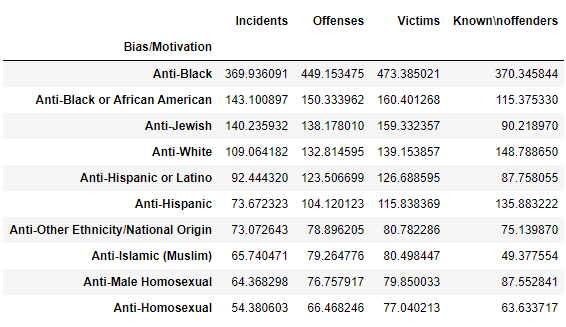 Incidents Offenses Victims Known\noffenders
Bias/Motivation
Anti-Black 369.936091 449.153475 473.385021 370.345844
Anti-Black or African American 143.100897 150.333962 160.401268 115.375330
Anti-Jewish 140.235932 138.178010 159.332357 90.218970
Anti-White 109.064182 132.814595 139.153857 148.788650
Anti-Hispanic or Latino 92.444320 123.506699 126.688595 87.758055
Anti-Hispanic 73.672323 104.120123 115.838369 135.883222
Anti-Other Ethnicity/National Origin 73.072643 78.896205 80.782286 75.139870
Anti-Islamic (Muslim) 65.740471 79.264776 80.498447 49.377554
Anti-Male Homosexual 64.368298 76.757917 79.850033 87.552841
Anti-Homosexual 54.380603 66.468246 77.040213 63.633717